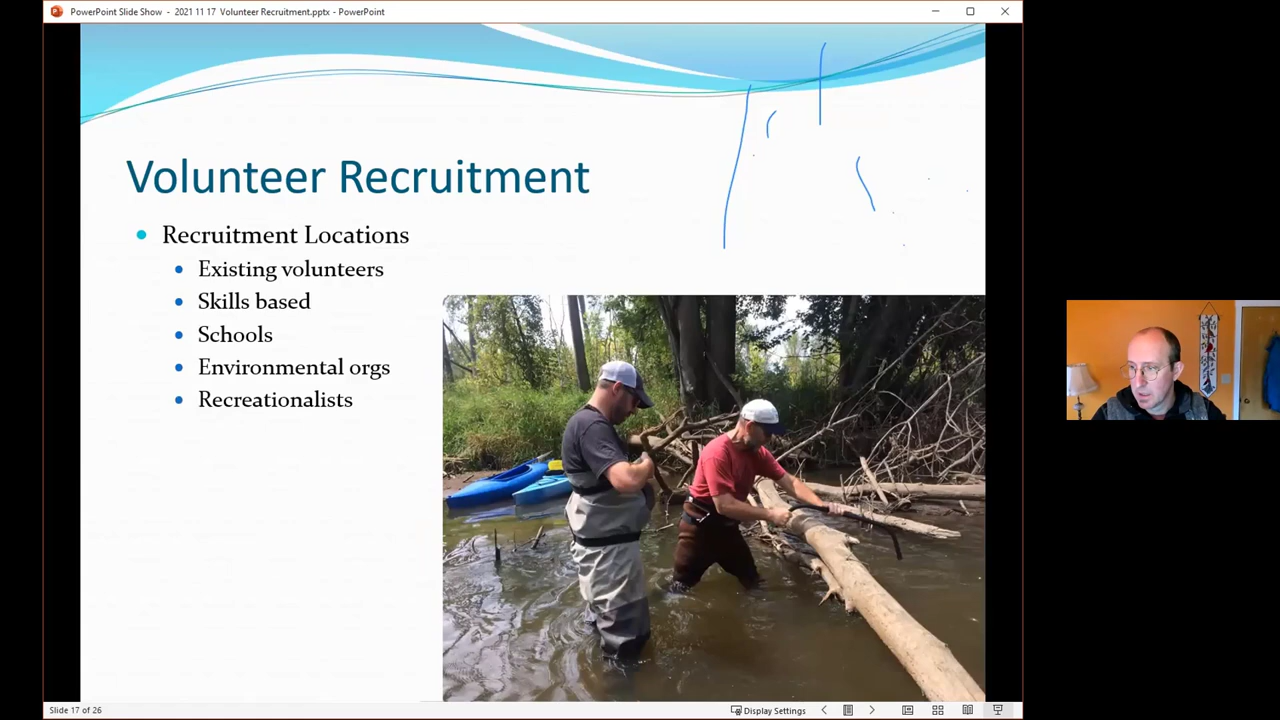 PowerPoint Slide Show - 2021 11 17 Volunteer Recruitment.pptx - PowerPoint
Volunteer Recruitment
Recruitment Locations
Existing volunteers
Skills based
Schools
Environmental orgs
Recreationalists
Slide 17 of 26
Display Settings